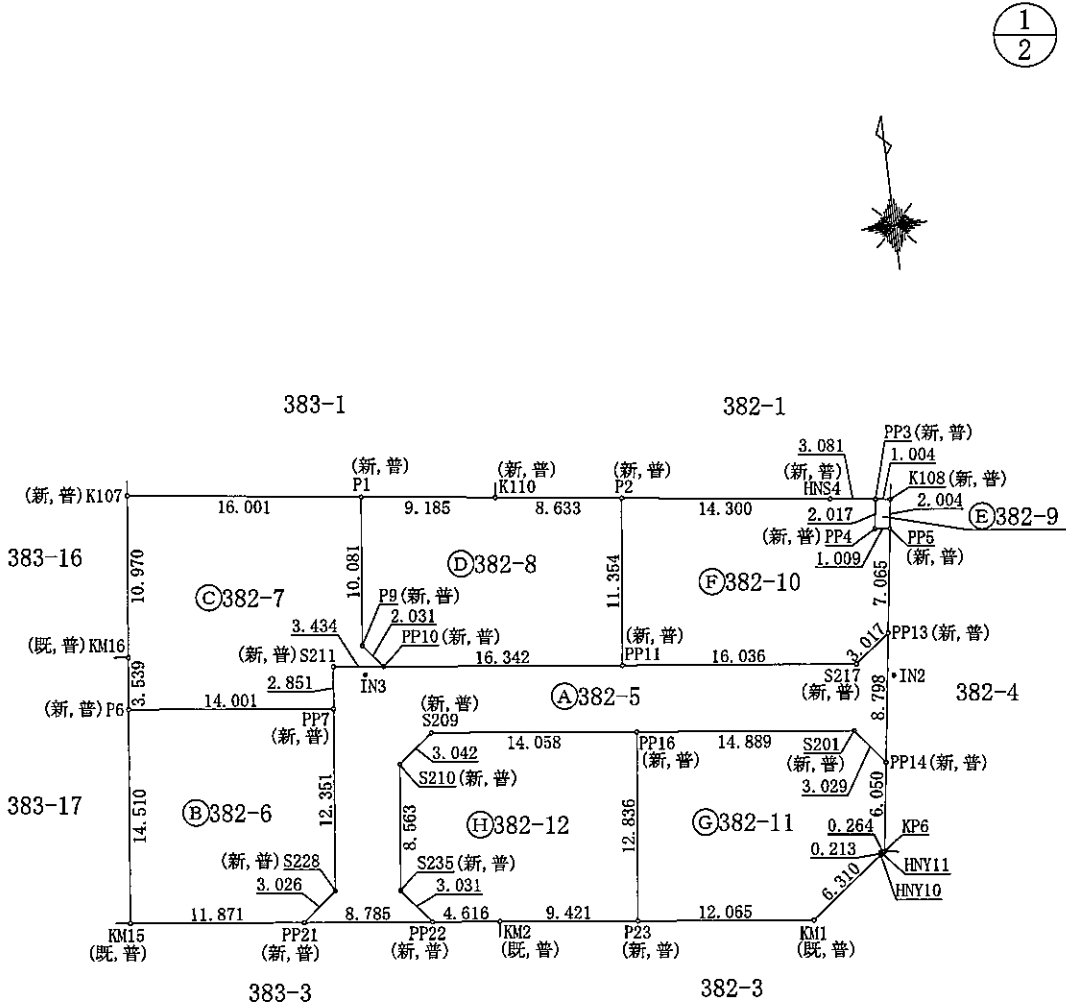 1
2
383-1
382-1
3.081
PP3(新,普)
1.004
(新,普)
(新,普)
(新,普)
(新,普)
HNS4
K108(新,普)
(新,普)K107
P1
K110
P2
16.001
9.185
8.633
14.300
2.004
2.017
Ⓔ382-9
(新,普)PP4
PP5
(新,普)
1.009
383-16
10.970
10.081
Ⓓ382-8
11.354
Ⓕ382-10
7.065
Ⓒ382-7
P9(新,普)
2.031
3.434
PP10(新,普)
3.017
PP13(新,普)
(既,普)KM16
(新,普)
S211
(新,普)
PP11
16.342
16.036
S217
(新,普)
IN3
IN2
3.539
2.851
Ⓐ382-5
8.798
382-4
(新,普)P6
14.001
PP7
(新,普)
(新,普)
S209
14.058
PP16
(新,普)
14.889
S201
(新,普)
3.042
PP14(新,普)
S210(新,普)
3.029
383-17
14.510
Ⓑ382-6
12.351
8.563
Ⓗ382-12
12.836
Ⓖ382-11
6.050
0.264
KP6
0.213
HNY11
HNY10
(新,普)S228
S235(新,普)
3.026
3.031
6.310
11.871
8.785
4.616
9.421
12.065
KM15
(既,普)
PP21
(新,普)
PP22
(新,普)
KM2
(既,普)
P23
(新,普)
KM1
(既,普)
383-3
382-3